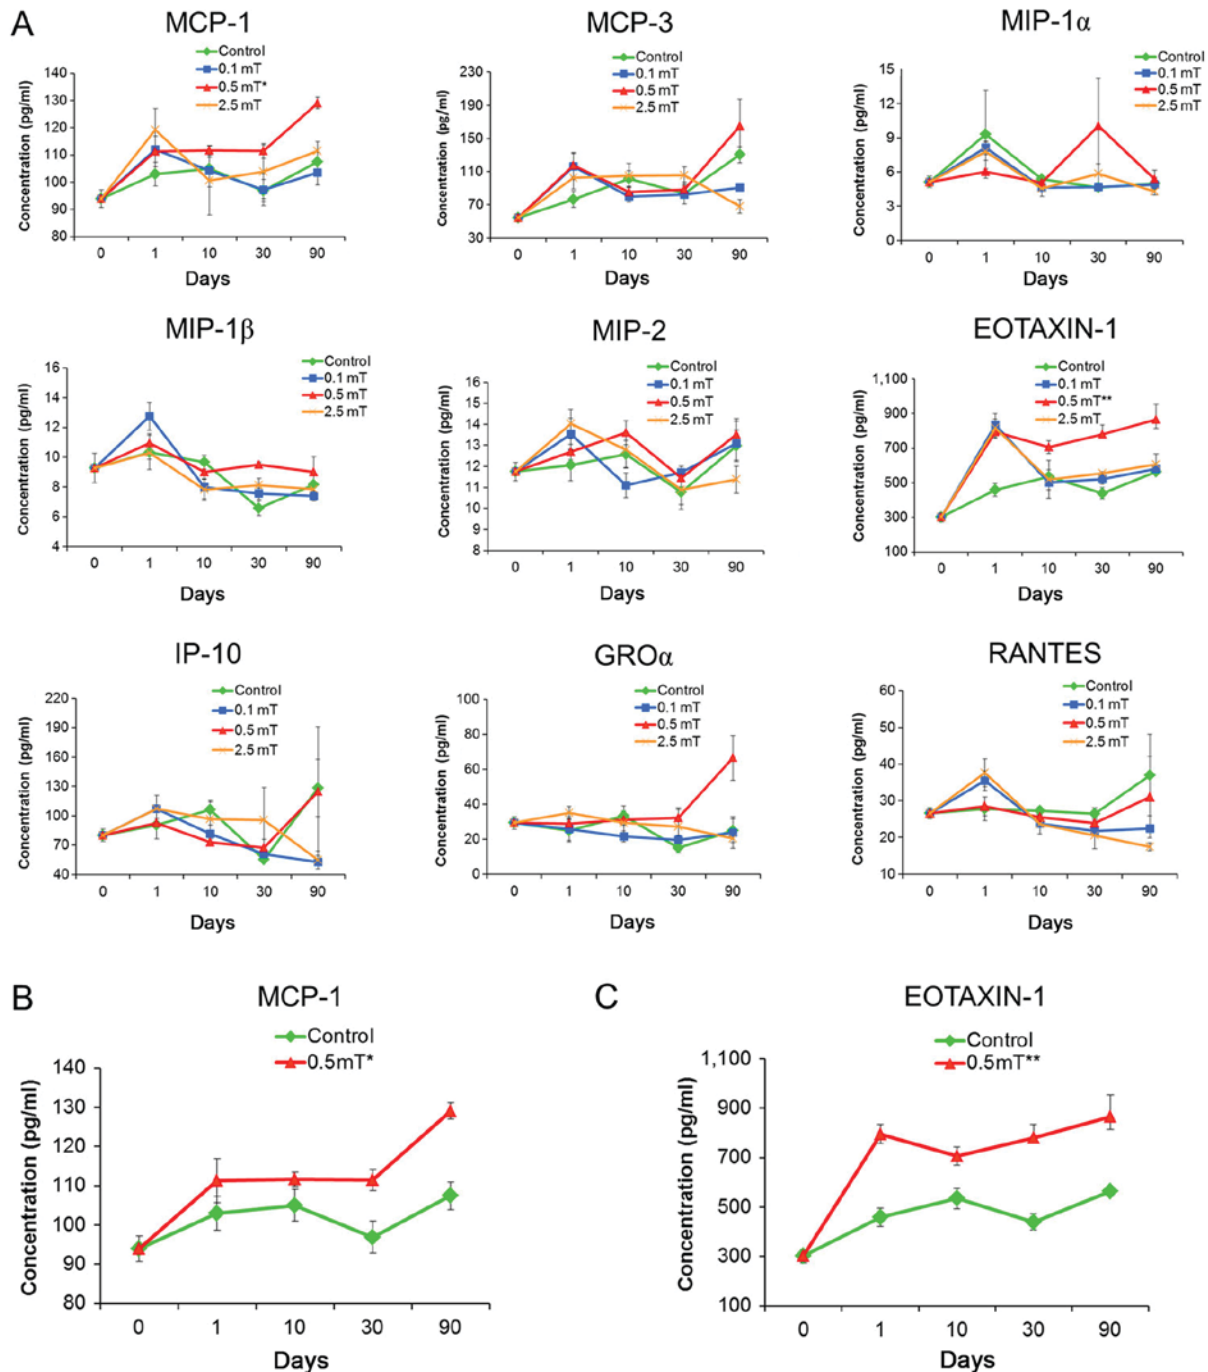 A
MCP-1
Control
0.1 mT
0.5 mT*
2.5 mT
Concentration (pg/ml)
140
130
120
110
100
90
80
0 1 10 30 90
Days
MCP-3
Control
0.1 mT
0.5 mT
2.5 mT
Concentration (pg/ml)
230
190
150
110
70
30
0 1 10 30 90
Days
MIP-1α
Control
0.1 mT
0.5 mT
2.5 mT
Concentration (pg/ml)
15
12
9
6
3
0
0 1 10 30 90
Days
MIP-1β
Control
0.1 mT
0.5 mT
2.5 mT
Concentration (pg/ml)
16
14
12
10
8
6
4
0 1 10 30 90
Days
MIP-2
Control
0.1 mT
0.5 mT
2.5 mT
Concentration (pg/ml)
16
15
14
13
12
11
10
9
8
0 1 10 30 90
Days
EOTAXIN-1
Control
0.1 mT
0.5 mT**
2.5 mT
Concentration (pg/ml)
1,100
900
700
500
300
100
0 1 10 30 90
Days
IP-10
Control
0.1 mT
0.5 mT
2.5 mT
Concentration (pg/ml)
220
190
160
130
100
70
40
0 1 10 30 90
Days
GROα
Control
0.1 mT
0.5 mT
2.5 mT
Concentration (pg/ml)
100
80
60
40
20
0
0 1 10 30 90
Days
RANTES
Control
0.1 mT
0.5 mT
2.5 mT
Concentration (pg/ml)
60
50
40
30
20
10
0 1 10 30 90
Days
B
MCP-1
Control
0.5mT*
Concentration (pg/ml)
140
130
120
110
100
90
80
0 1 10 30 90
Days
C
EOTAXIN-1
Control
0.5mT**
Concentration (pg/ml)
1,100
900
700
500
300
100
0 1 10 30 90
Days